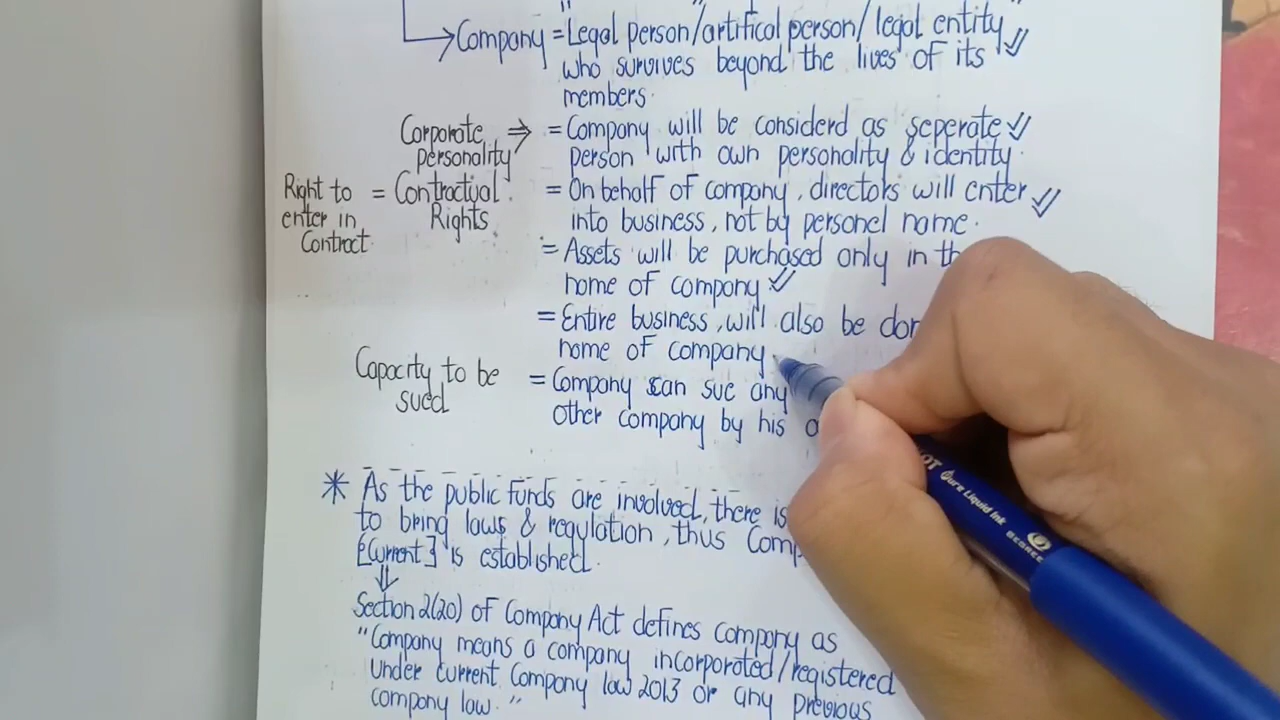 Company = Legal person/artifical person/ legal entity
who survives beyond the lives of its
members.
Corporate ⇒ = Company will be considerd as seperate
personality person with own personality & identity.
Right to = Contractual = On behalf of company, directors will enter
enter in Rights into business, not by personel name.
Contract
= Assets will be purchased only in
name of company
= Entire business, will also be
name of company.
Capacity to be = Company can sue any
sued other company by his
* As the public funds are involved, there is
to bring laws & regulation, thus
[Current] is established.
Section 2(20) of Company Act defines company as
"Company means a company incorporated/registered
under current Company law 2013 or any previous
company law."
Pure Liquid Ink